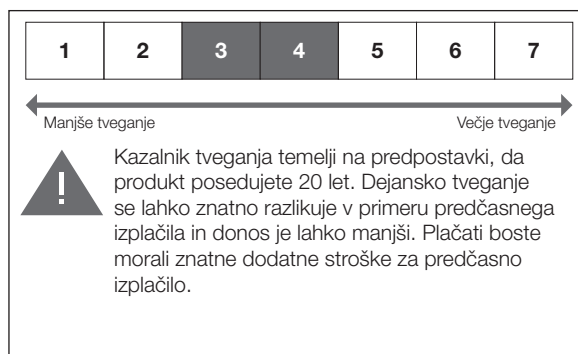 1 2 3 4 5 6 7
Manjše tveganje Večje tveganje
Kazalnik tveganja temelji na predpostavki, da
produkt posedujete 20 let. Dejansko tveganje
se lahko znatno razlikuje v primeru predčasnega
izplačila in donos je lahko manjši. Plačati boste
morali znatne dodatne stroške za predčasno
izplačilo.